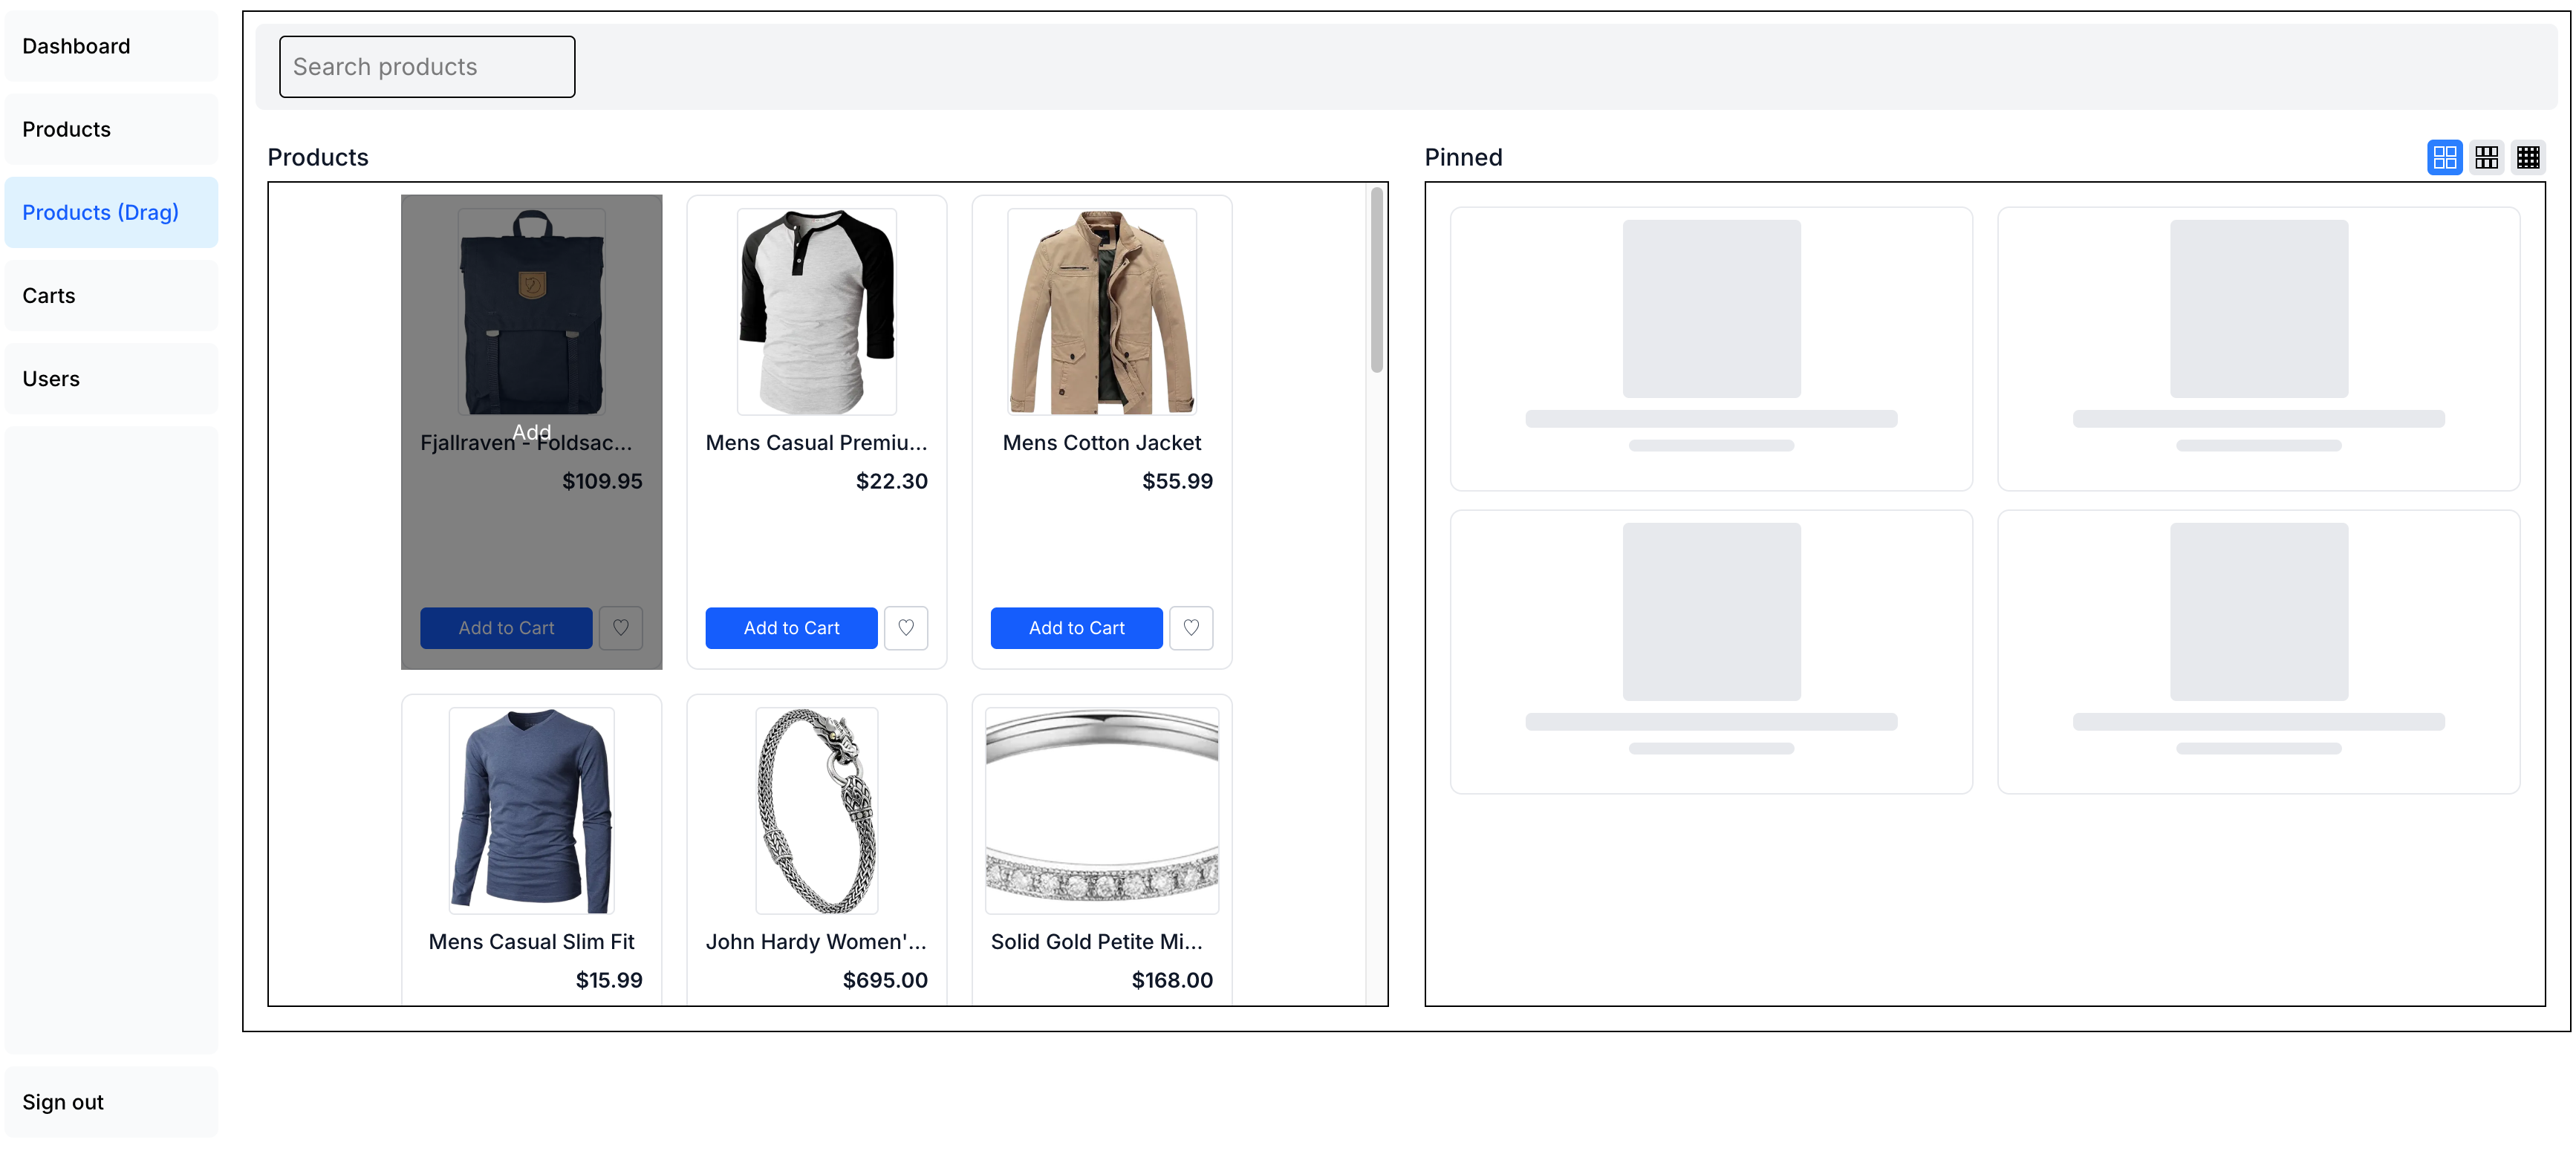 Dashboard
Products
Products (Drag)
Carts
Users
Sign out
Search products
Products
Add
Fjallraven - Foldsac...
$109.95
Add to Cart
Mens Casual Premiu...
$22.30
Add to Cart
Mens Cotton Jacket
$55.99
Add to Cart
Mens Casual Slim Fit
$15.99
John Hardy Women'...
$695.00
Solid Gold Petite Mi...
$168.00
Pinned